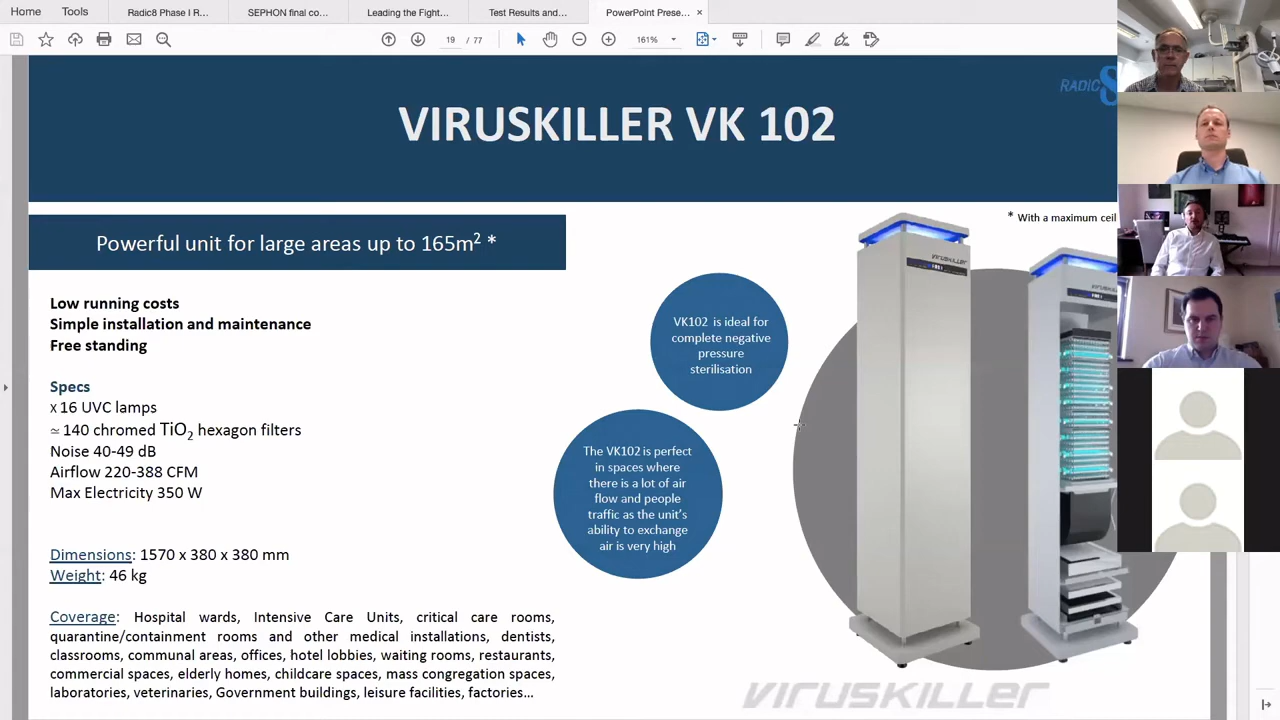 Home Tools Radic8 Phase I R... SEPHON final co... Leading the Fight... Test Results and... PowerPoint Prese... ×
19 / 77 161%
RADIC8
VIRUSKILLER VK 102
Powerful unit for large areas up to 165m² *
* With a maximum ceil
Low running costs
Simple installation and maintenance
Free standing
Specs
x 16 UVC lamps
≃ 140 chromed TiO₂ hexagon filters
Noise 40-49 dB
Airflow 220-388 CFM
Max Electricity 350 W
Dimensions: 1570 x 380 x 380 mm
Weight: 46 kg
Coverage: Hospital wards, Intensive Care Units, critical care rooms,
quarantine/containment rooms and other medical installations, dentists,
classrooms, communal areas, offices, hotel lobbies, waiting rooms, restaurants,
commercial spaces, elderly homes, childcare spaces, mass congregation spaces,
laboratories, veterinaries, Government buildings, leisure facilities, factories...
VK102 is ideal for
complete negative
pressure
sterilisation
The VK102 is perfect
in spaces where
there is a lot of air
flow and people
traffic as the unit's
ability to exchange
air is very high
VIRUSKILLER
VIRUSKILLER
VIRUSKILLER